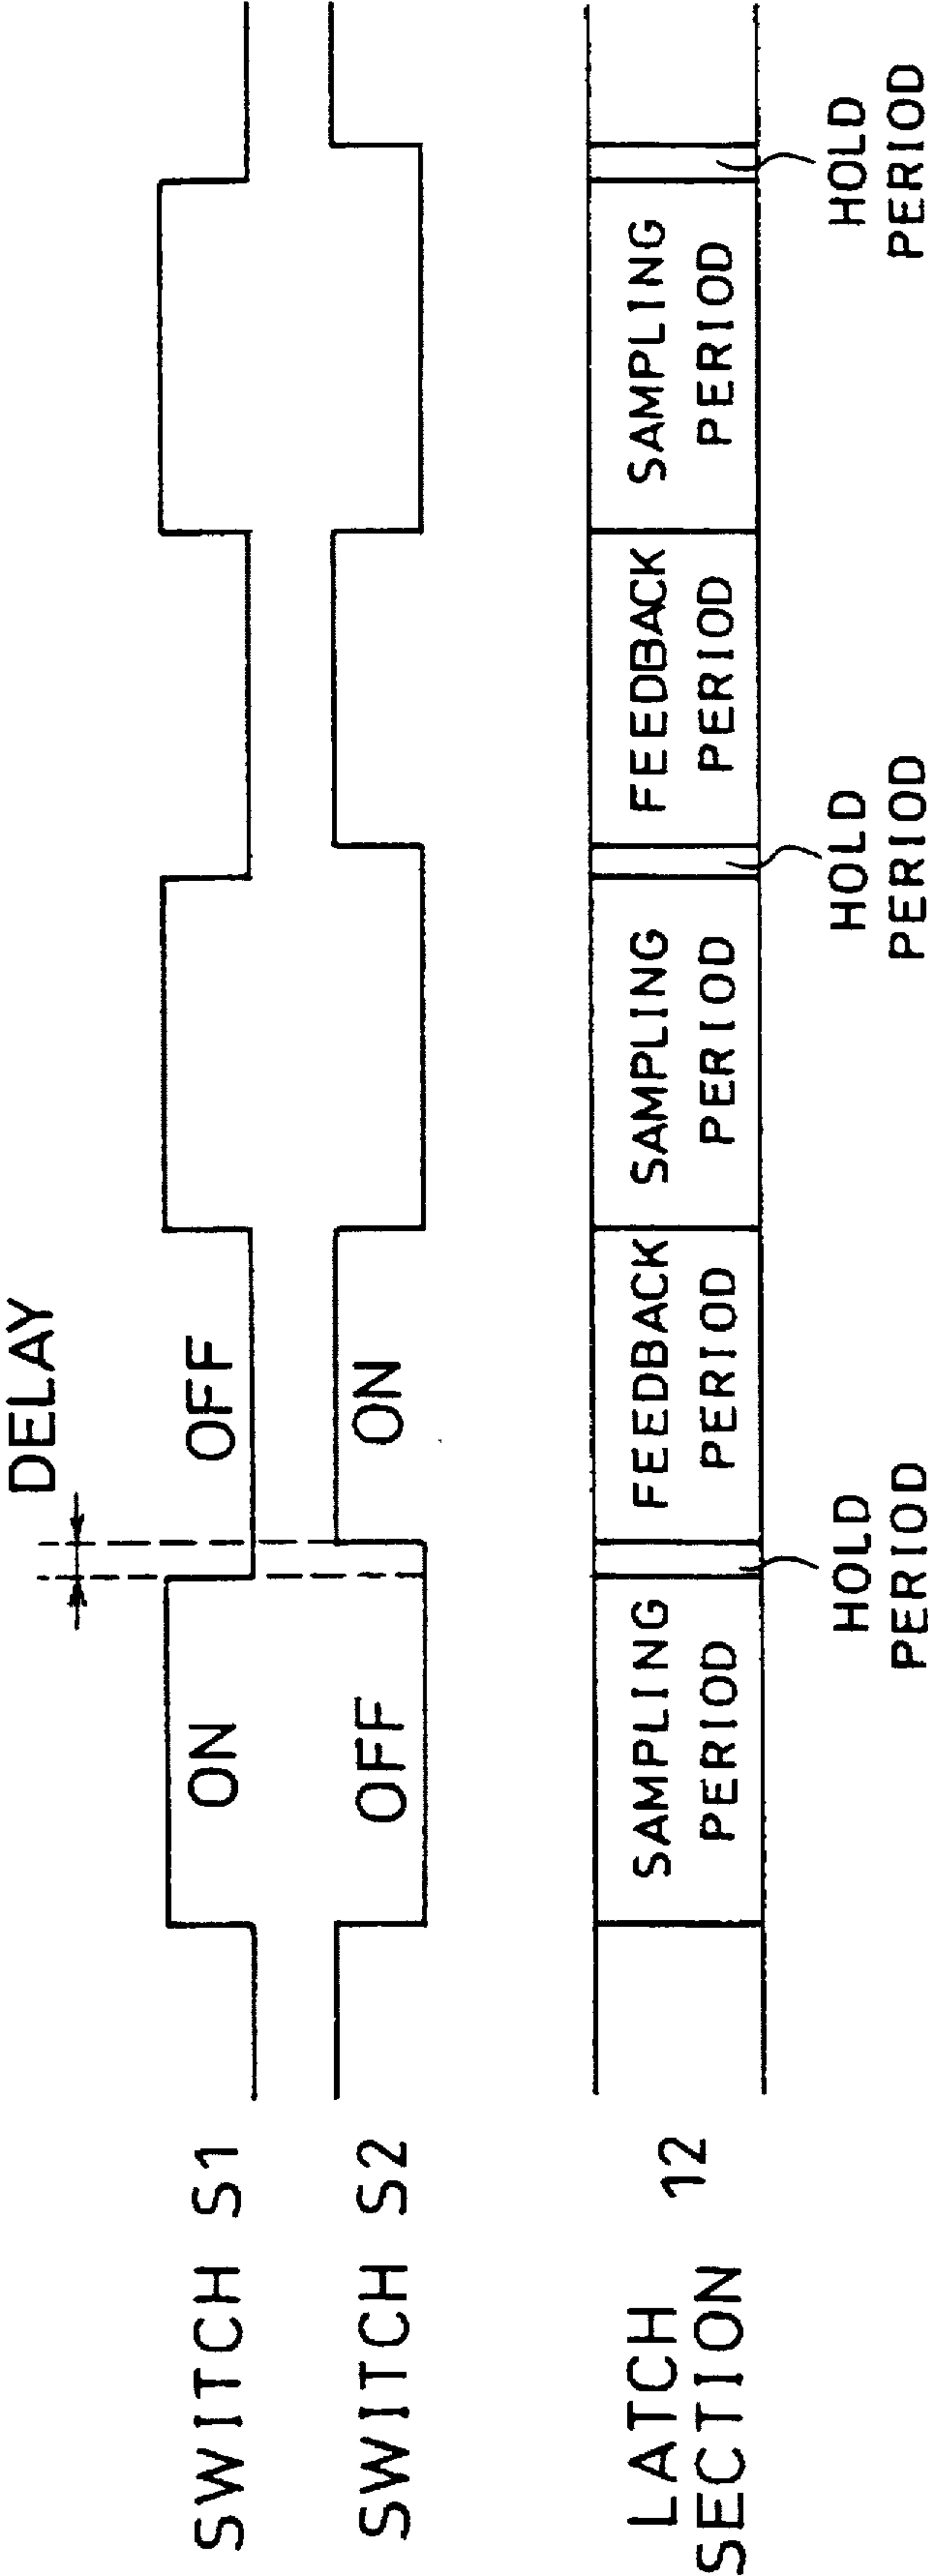 DELAY
SWITCH S1
ON
OFF
SWITCH S2
OFF
ON
LATCH
SECTION 12
SAMPLING
PERIOD
FEEDBACK
PERIOD
SAMPLING
PERIOD
FEEDBACK
PERIOD
SAMPLING
PERIOD
HOLD
PERIOD
HOLD
PERIOD
HOLD
PERIOD